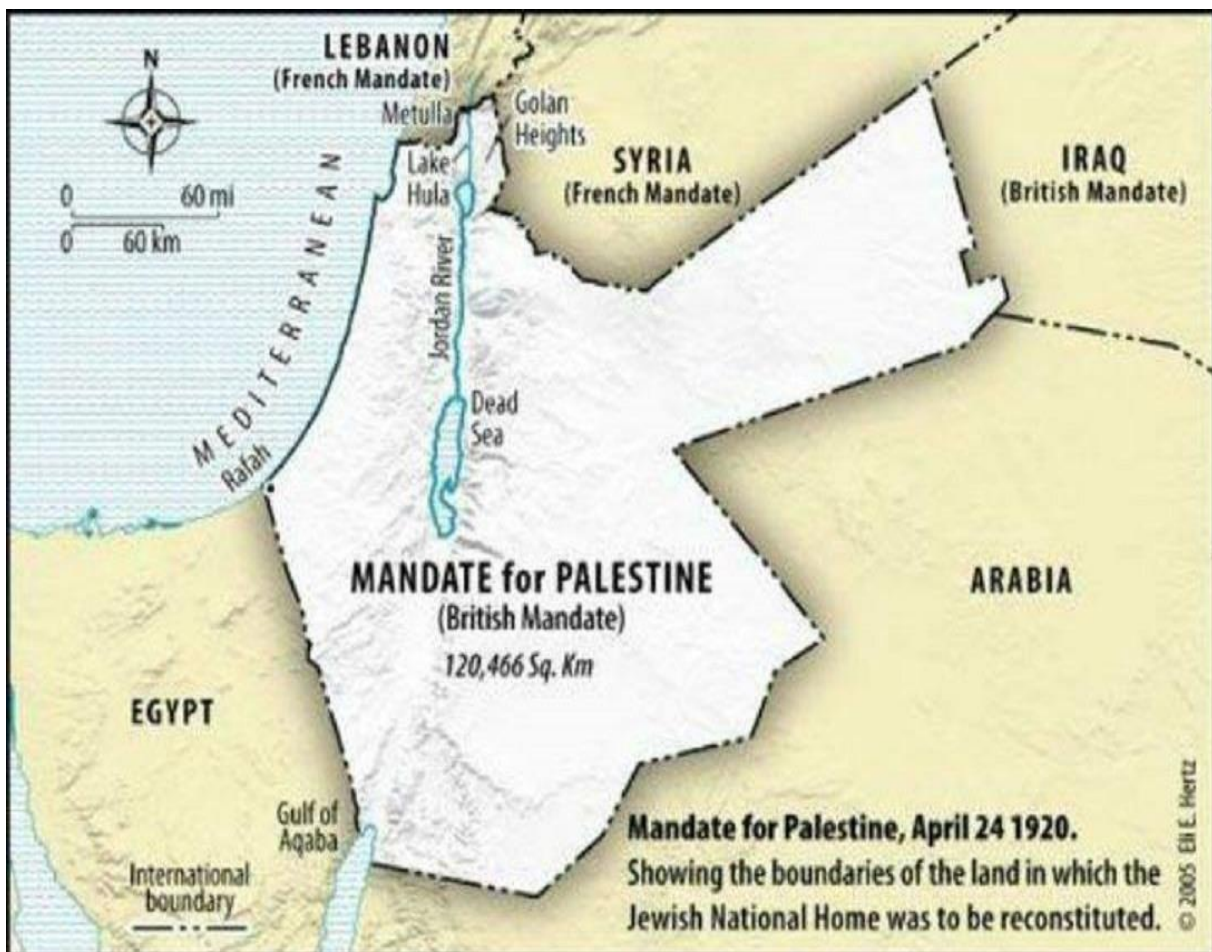 N
LEBANON
(French Mandate)
Metulla
Golan
Heights
Lake
Hula
SYRIA
(French Mandate)
IRAQ
(British Mandate)
0 60 mi
0 60 km
MEDITERRANEAN
Jordan River
Dead
Sea
Rafah
MANDATE for PALESTINE
(British Mandate)
120,466 Sq. Km
ARABIA
EGYPT
Gulf of
Aqaba
International
boundary
Mandate for Palestine, April 24 1920.
Showing the boundaries of the land in which the
Jewish National Home was to be reconstituted.
© 2005 Eli E. Hertz